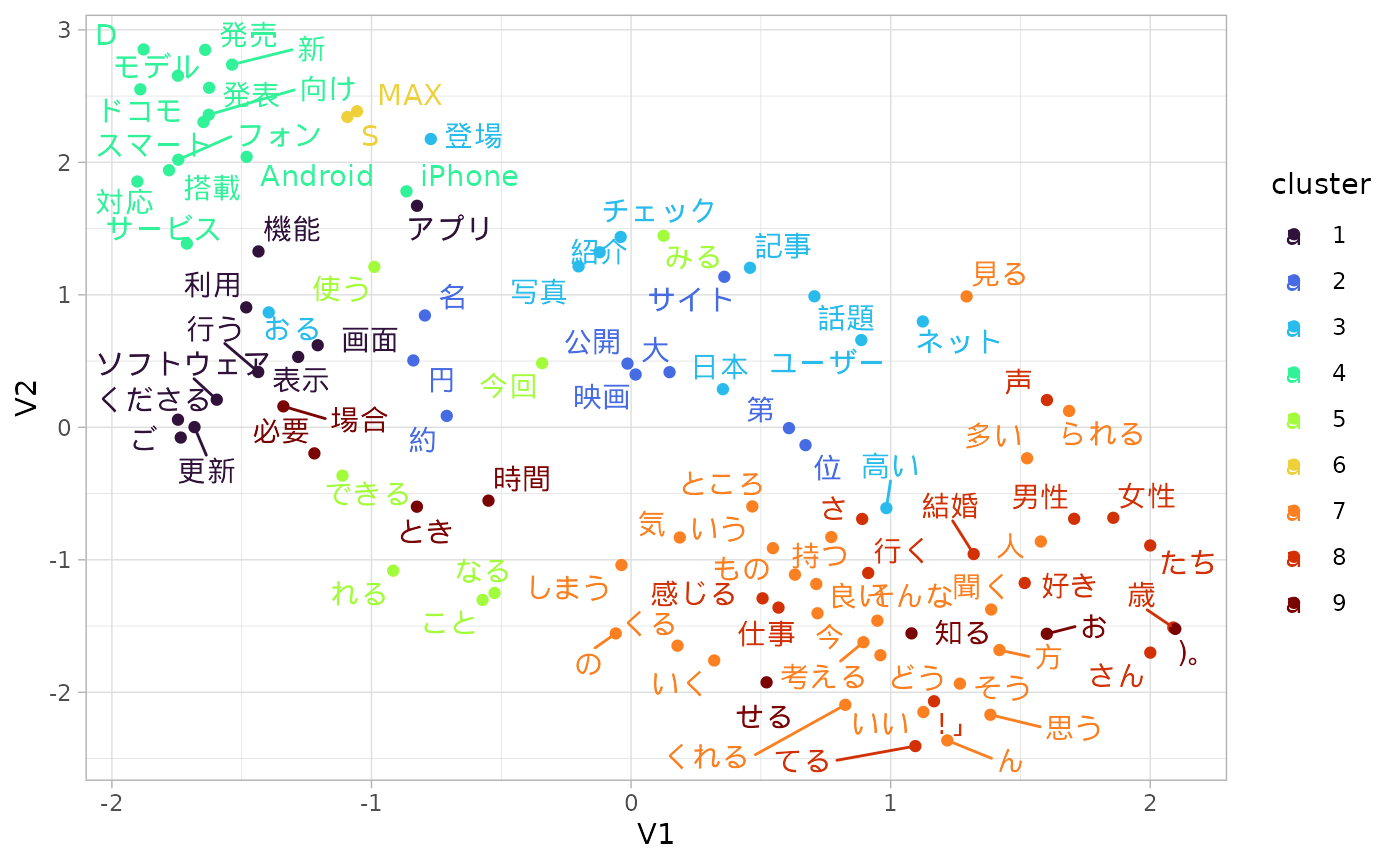 3
2
1
0
-1
-2
V2
-2
-1
0
1
2
V1
D
発売
新
モデル
発表
向け
ドコモ
スマート
フォン
MAX
S
登場
対応
搭載
Android
iPhone
サービス
機能
アプリ
チェック
紹介
みる
記事
見る
利用
使う
写真
名
サイト
行う
おる
画面
公開
大
話題
ネット
ソフトウェア
表示
円
今回
映画
日本
ユーザー
声
くださる
必要
場合
約
第
多い
られる
ご
更新
時間
位
高い
できる
とき
ところ
さ
結婚
男性
女性
気
いう
持つ
行く
人
たち
なる
れる
しまう
もの
感じる
良い
そんな
聞く
好き
歳
こと
くる
仕事
今
知る
お
の
方
)。
いく
考える
どう
そう
さん
せる
いい
!」
思う
くれる
てる
ん
cluster
1
2
3
4
5
6
7
8
9